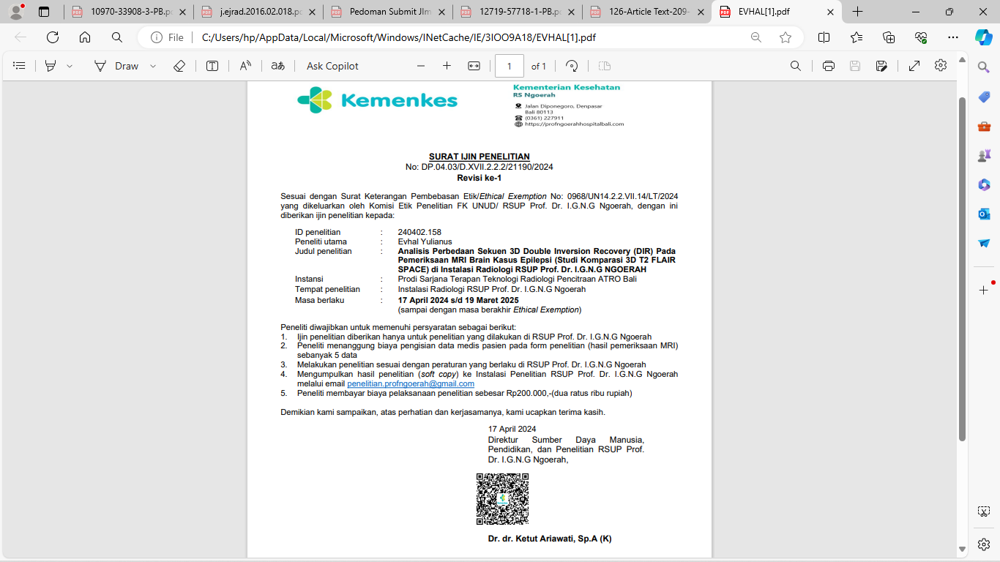 10970-33908-3-PB.p
j.ejrad.2016.02.018.p
Pedoman Submit JIm
12719-57718-1-PB.p
126-Article Text-209-
EVHAL[1].pdf
File
C:/Users/hp/AppData/Local/Microsoft/Windows/INetCache/IE/3IOO9A18/EVHAL[1].pdf
Draw
Ask Copilot
1
of 1
Kemenkes
Kementerian Kesehatan
RS Ngoerah
Jalan Diponegoro, Denpasar
Bali 80113
(0361) 227911
https://profngoerahhospitalbali.com
SURAT IJIN PENELITIAN
No: DP.04.03/D.XVII.2.2.2/21190/2024
Revisi ke-1
Sesuai dengan Surat Keterangan Pembebasan Etik/Ethical Exemption No: 0968/UN14.2.2.VII.14/LT/2024
yang dikeluarkan oleh Komisi Etik Penelitian FK UNUD/ RSUP Prof. Dr. I.G.N.G Ngoerah, dengan ini
diberikan ijin penelitian kepada:
ID penelitian : 240402.158
Peneliti utama : Evhal Yulianus
Judul penelitian : Analisis Perbedaan Sekuen 3D Double Inversion Recovery (DIR) Pada
Pemeriksaan MRI Brain Kasus Epilepsi (Studi Komparasi 3D T2 FLAIR
SPACE) di Instalasi Radiologi RSUP Prof. Dr. I.G.N.G NGOERAH
Instansi : Prodi Sarjana Terapan Teknologi Radiologi Pencitraan ATRO Bali
Tempat penelitian : Instalasi Radiologi RSUP Prof. Dr. I.G.N.G Ngoerah
Masa berlaku : 17 April 2024 s/d 19 Maret 2025
(sampai dengan masa berakhir Ethical Exemption)
Peneliti diwajibkan untuk memenuhi persyaratan sebagai berikut:
1. Ijin penelitian diberikan hanya untuk penelitian yang dilakukan di RSUP Prof. Dr. I.G.N.G Ngoerah
2. Peneliti menanggung biaya pengisian data medis pasien pada form penelitian (hasil pemeriksaan MRI)
sebanyak 5 data
3. Melakukan penelitian sesuai dengan peraturan yang berlaku di RSUP Prof. Dr. I.G.N.G Ngoerah
4. Mengumpulkan hasil penelitian (soft copy) ke Instalasi Penelitian RSUP Prof. Dr. I.G.N.G Ngoerah
melalui email penelitian.profngoerah@gmail.com
5. Peneliti membayar biaya pelaksanaan penelitian sebesar Rp200.000,-(dua ratus ribu rupiah)
Demikian kami sampaikan, atas perhatian dan kerjasamanya, kami ucapkan terima kasih.
17 April 2024
Direktur Sumber Daya Manusia,
Pendidikan, dan Penelitian RSUP Prof.
Dr. I.G.N.G Ngoerah,
Dr. dr. Ketut Ariawati, Sp.A (K)